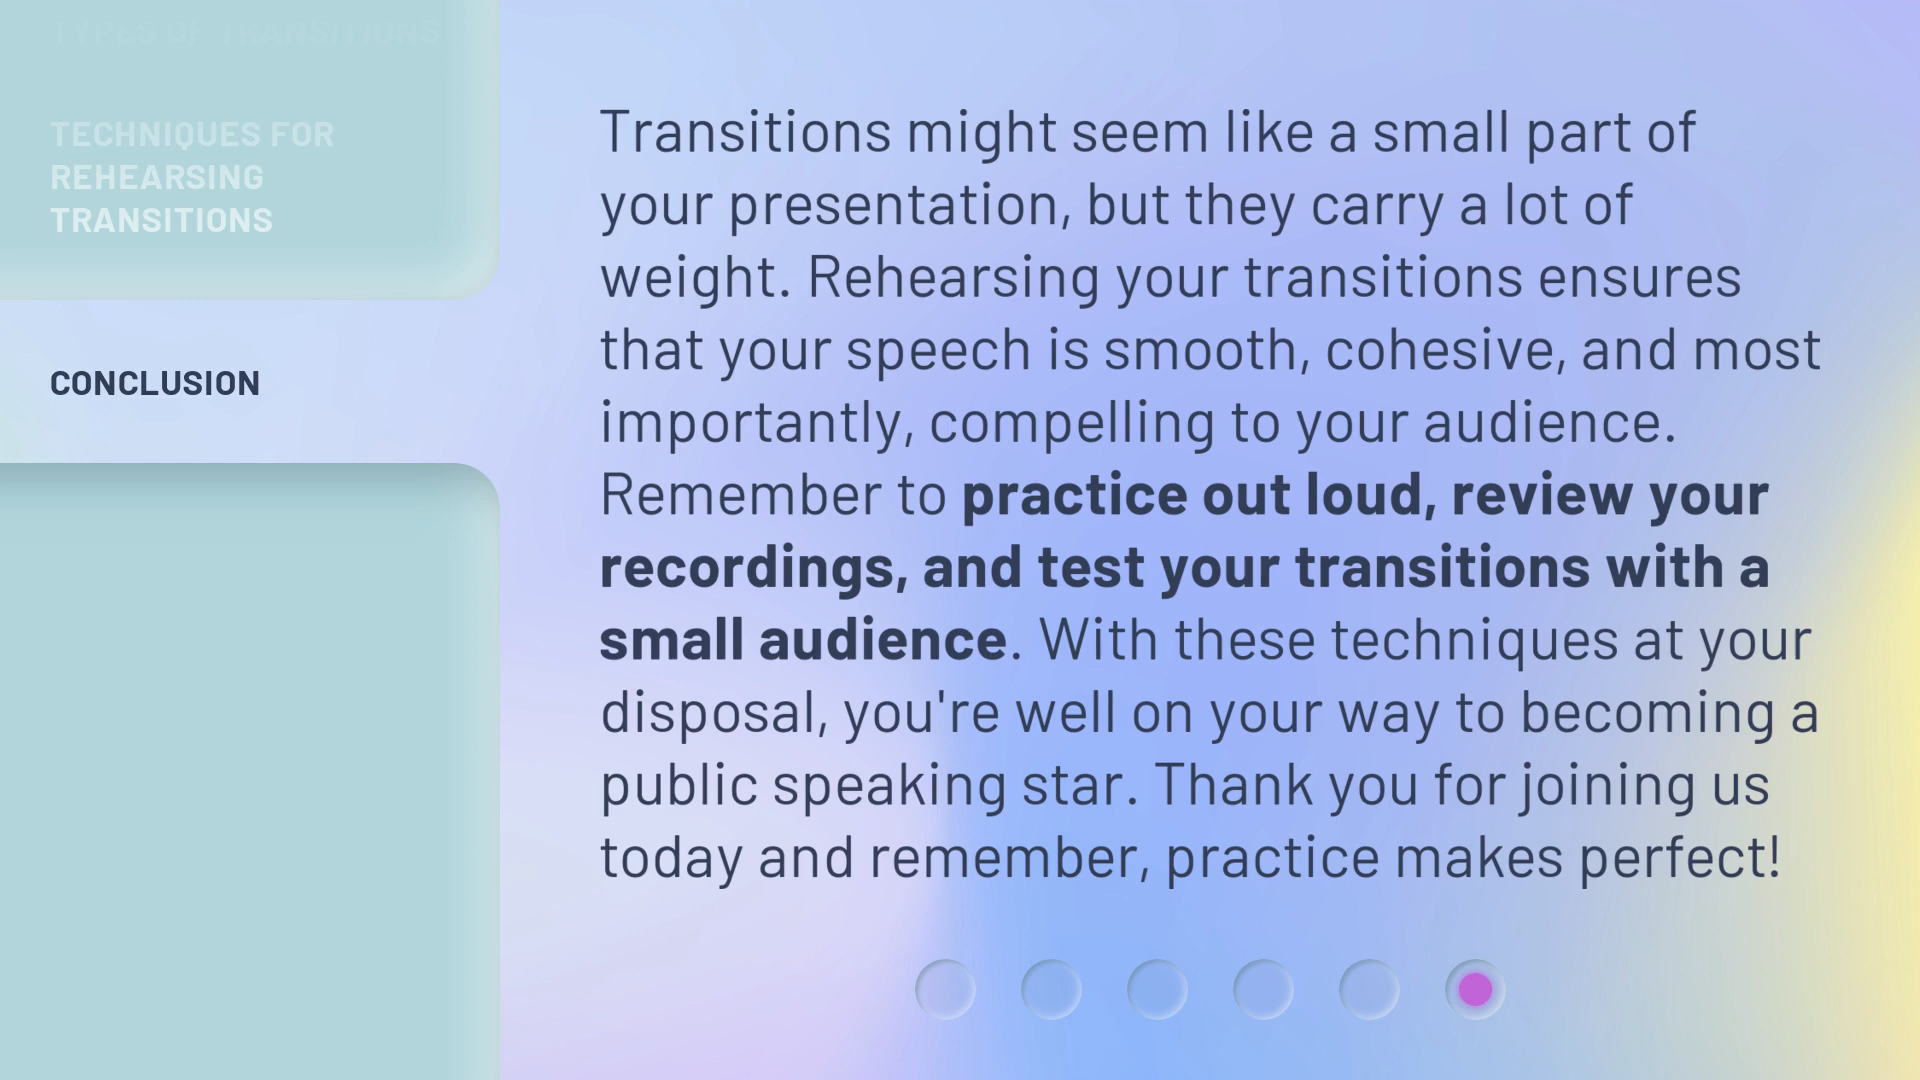 TYPES OF TRANSITIONS
TECHNIQUES FOR
REHEARSING
TRANSITIONS
CONCLUSION
Transitions might seem like a small part of
your presentation, but they carry a lot of
weight. Rehearsing your transitions ensures
that your speech is smooth, cohesive, and most
importantly, compelling to your audience.
Remember to practice out loud, review your
recordings, and test your transitions with a
small audience. With these techniques at your
disposal, you're well on your way to becoming a
public speaking star. Thank you for joining us
today and remember, practice makes perfect!